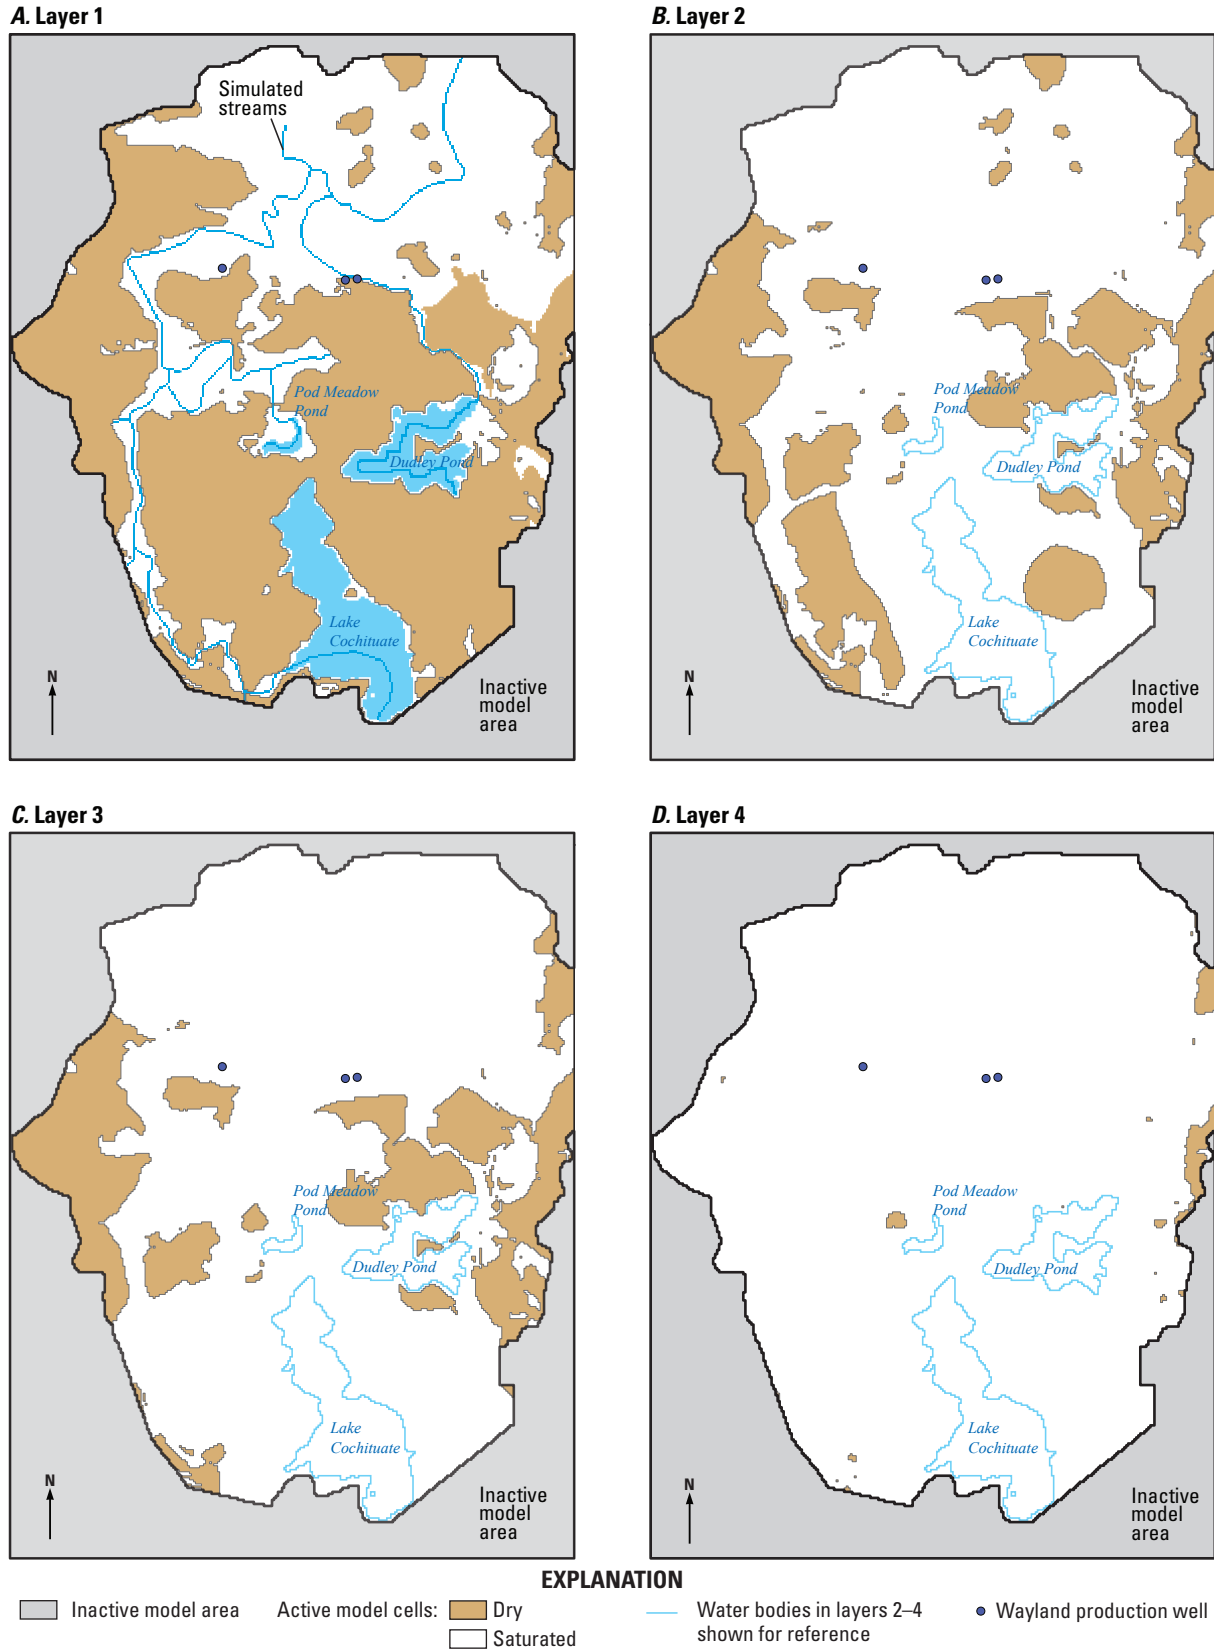 A. Layer 1
Simulated
streams
Pod Meadow
Pond
Dudley Pond
Lake
Cochituate
N
Inactive
model
area
B. Layer 2
Pod Meadow
Pond
Dudley Pond
Lake
Cochituate
N
Inactive
model
area
C. Layer 3
Pod Meadow
Pond
Dudley Pond
Lake
Cochituate
N
Inactive
model
area
D. Layer 4
Pod Meadow
Pond
Dudley Pond
Lake
Cochituate
N
Inactive
model
area
EXPLANATION
Inactive model area
Active model cells:
Dry
Saturated
Water bodies in layers 2–4
shown for reference
Wayland production well